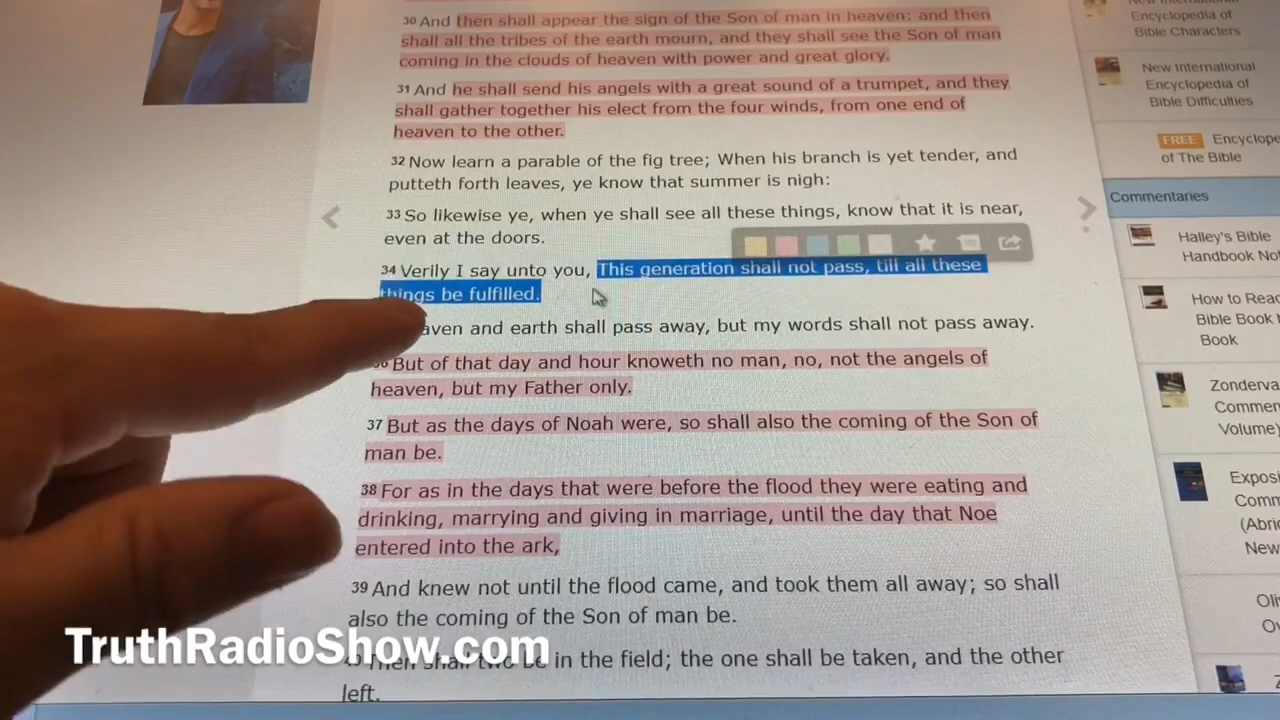 30 And then shall appear the sign of the Son of man in heaven: and then
shall all the tribes of the earth mourn, and they shall see the Son of man
coming in the clouds of heaven with power and great glory.
31 And he shall send his angels with a great sound of a trumpet, and they
shall gather together his elect from the four winds, from one end of
heaven to the other.
32 Now learn a parable of the fig tree; When his branch is yet tender, and
putteth forth leaves, ye know that summer is nigh:
33 So likewise ye, when ye shall see all these things, know that it is near,
even at the doors.
34 Verily I say unto you, This generation shall not pass, till all these
things be fulfilled.
aven and earth shall pass away, but my words shall not pass away.
But of that day and hour knoweth no man, no, not the angels of
heaven, but my Father only.
37 But as the days of Noah were, so shall also the coming of the Son of
man be.
38 For as in the days that were before the flood they were eating and
drinking, marrying and giving in marriage, until the day that Noe
entered into the ark,
39 And knew not until the flood came, and took them all away; so shall
also the coming of the Son of man be.
Then shall two be in the field; the one shall be taken, and the other
left.
TruthRadioShow.com
New International
Encyclopedia of
Bible Characters
New International
Encyclopedia of
Bible Difficulties
FREE Encyclope
of The Bible
Commentaries
Halley's Bible
Handbook No
How to Read
Bible Book
Book
Zonderva
Commen
Volume)
Exposi
Comm
(Abri
New
Oli